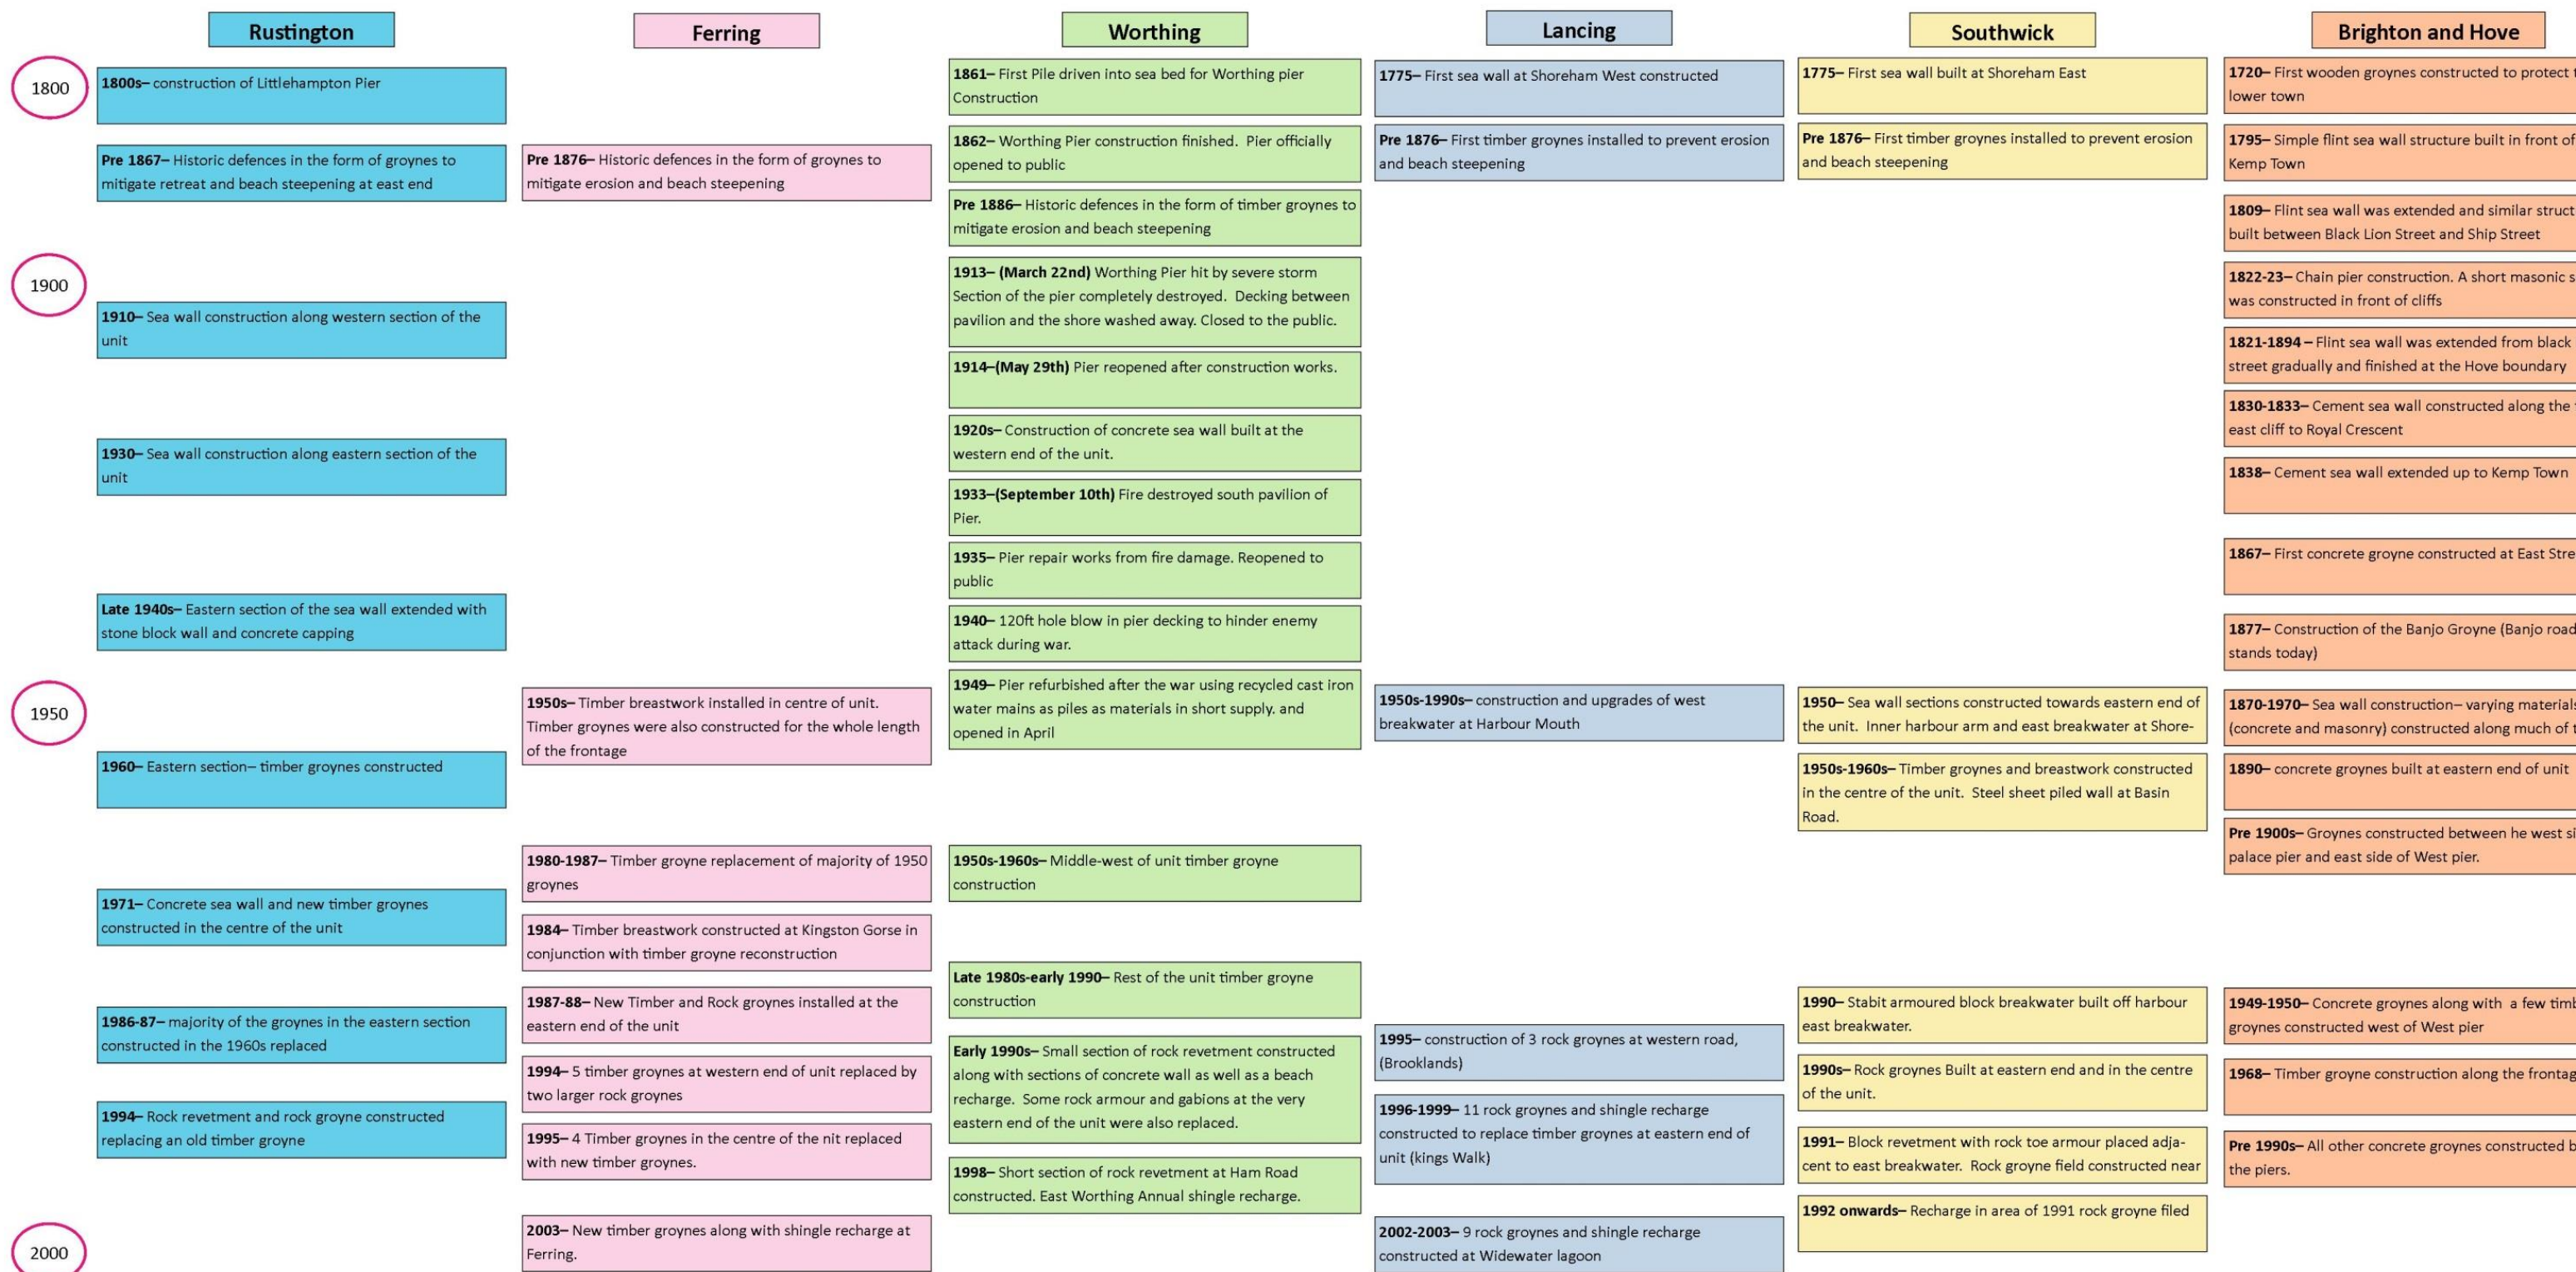 Rustington
Ferring
Worthing
Lancing
Southwick
Brighton and Hove
1800
1900
1950
2000
1800s– construction of Littlehampton Pier
Pre 1867– Historic defences in the form of groynes to
mitigate retreat and beach steepening at east end
1910– Sea wall construction along western section of the
unit
1930– Sea wall construction along eastern section of the
unit
Late 1940s– Eastern section of the sea wall extended with
stone block wall and concrete capping
1960– Eastern section– timber groynes constructed
1971– Concrete sea wall and new timber groynes
constructed in the centre of the unit
1986-87– majority of the groynes in the eastern section
constructed in the 1960s replaced
1994– Rock revetment and rock groyne constructed
replacing an old timber groyne
Pre 1876– Historic defences in the form of groynes to
mitigate erosion and beach steepening
1950s– Timber breastwork installed in centre of unit.
Timber groynes were also constructed for the whole length
of the frontage
1980-1987– Timber groyne replacement of majority of 1950
groynes
1984– Timber breastwork constructed at Kingston Gorse in
conjunction with timber groyne reconstruction
1987-88– New Timber and Rock groynes installed at the
eastern end of the unit
1994– 5 timber groynes at western end of unit replaced by
two larger rock groynes
1995– 4 Timber groynes in the centre of the nit replaced
with new timber groynes.
2003– New timber groynes along with shingle recharge at
Ferring.
1861– First Pile driven into sea bed for Worthing pier
Construction
1862– Worthing Pier construction finished. Pier officially
opened to public
Pre 1886– Historic defences in the form of timber groynes to
mitigate erosion and beach steepening
1913– (March 22nd) Worthing Pier hit by severe storm
Section of the pier completely destroyed. Decking between
pavilion and the shore washed away. Closed to the public.
1914–(May 29th) Pier reopened after construction works.
1920s– Construction of concrete sea wall built at the
western end of the unit.
1933–(September 10th) Fire destroyed south pavilion of
Pier.
1935– Pier repair works from fire damage. Reopened to
public
1940– 120ft hole blow in pier decking to hinder enemy
attack during war.
1949– Pier refurbished after the war using recycled cast iron
water mains as piles as materials in short supply. and
opened in April
1950s-1960s– Middle-west of unit timber groyne
construction
Late 1980s-early 1990– Rest of the unit timber groyne
construction
Early 1990s– Small section of rock revetment constructed
along with sections of concrete wall as well as a beach
recharge. Some rock armour and gabions at the very
eastern end of the unit were also replaced.
1998– Short section of rock revetment at Ham Road
constructed. East Worthing Annual shingle recharge.
1775– First sea wall at Shoreham West constructed
Pre 1876– First timber groynes installed to prevent erosion
and beach steepening
1950s-1990s– construction and upgrades of west
breakwater at Harbour Mouth
1995– construction of 3 rock groynes at western road,
(Brooklands)
1996-1999– 11 rock groynes and shingle recharge
constructed to replace timber groynes at eastern end of
unit (kings Walk)
2002-2003– 9 rock groynes and shingle recharge
constructed at Widewater lagoon
1775– First sea wall built at Shoreham East
Pre 1876– First timber groynes installed to prevent erosion
and beach steepening
1950– Sea wall sections constructed towards eastern end of
the unit. Inner harbour arm and east breakwater at Shore-
1950s-1960s– Timber groynes and breastwork constructed
in the centre of the unit. Steel sheet piled wall at Basin
Road.
1990– Stabit armoured block breakwater built off harbour
east breakwater.
1990s– Rock groynes Built at eastern end and in the centre
of the unit.
1991– Block revetment with rock toe armour placed adja-
cent to east breakwater. Rock groyne field constructed near
1992 onwards– Recharge in area of 1991 rock groyne filed
1720– First wooden groynes constructed to protect
lower town
1795– Simple flint sea wall structure built in front of
Kemp Town
1809– Flint sea wall was extended and similar struct
built between Black Lion Street and Ship Street
1822-23– Chain pier construction. A short masonic
was constructed in front of cliffs
1821-1894 – Flint sea wall was extended from black
street gradually and finished at the Hove boundary
1830-1833– Cement sea wall constructed along the
east cliff to Royal Crescent
1838– Cement sea wall extended up to Kemp Town
1867– First concrete groyne constructed at East Stre
1877– Construction of the Banjo Groyne (Banjo road
stands today)
1870-1970– Sea wall construction– varying materials
(concrete and masonry) constructed along much of
1890– concrete groynes built at eastern end of unit
Pre 1900s– Groynes constructed between he west si
palace pier and east side of West pier.
1949-1950– Concrete groynes along with a few timb
groynes constructed west of West pier
1968– Timber groyne construction along the frontag
Pre 1990s– All other concrete groynes constructed b
the piers.